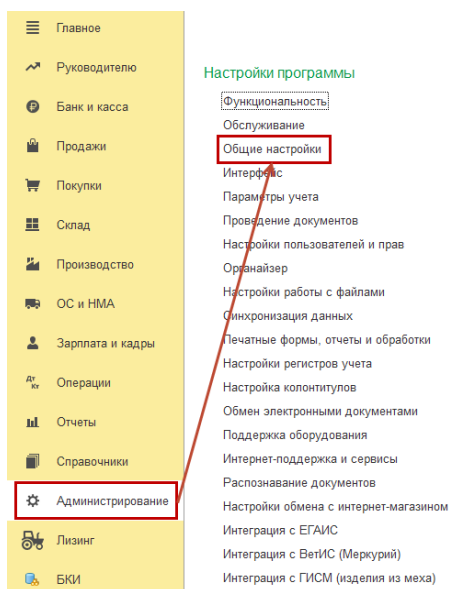 Главное
Руководителю
Банк и касса
Продажи
Покупки
Склад
Производство
ОС и НМА
Зарплата и кадры
Дт Кт Операции
Отчеты
Справочники
Администрирование
Лизинг
БКИ
Настройки программы
Функциональность
Обслуживание
Общие настройки
Интерфейс
Параметры учета
Проведение документов
Настройки пользователей и прав
Органайзер
Настройки работы с файлами
Синхронизация данных
Печатные формы, отчеты и обработки
Настройки регистров учета
Настройка колонтитулов
Обмен электронными документами
Поддержка оборудования
Интернет-поддержка и сервисы
Распознавание документов
Настройки обмена с интернет-магазином
Интеграция с ЕГАИС
Интеграция с ВетИС (Меркурий)
Интеграция с ГИСМ (изделия из меха)